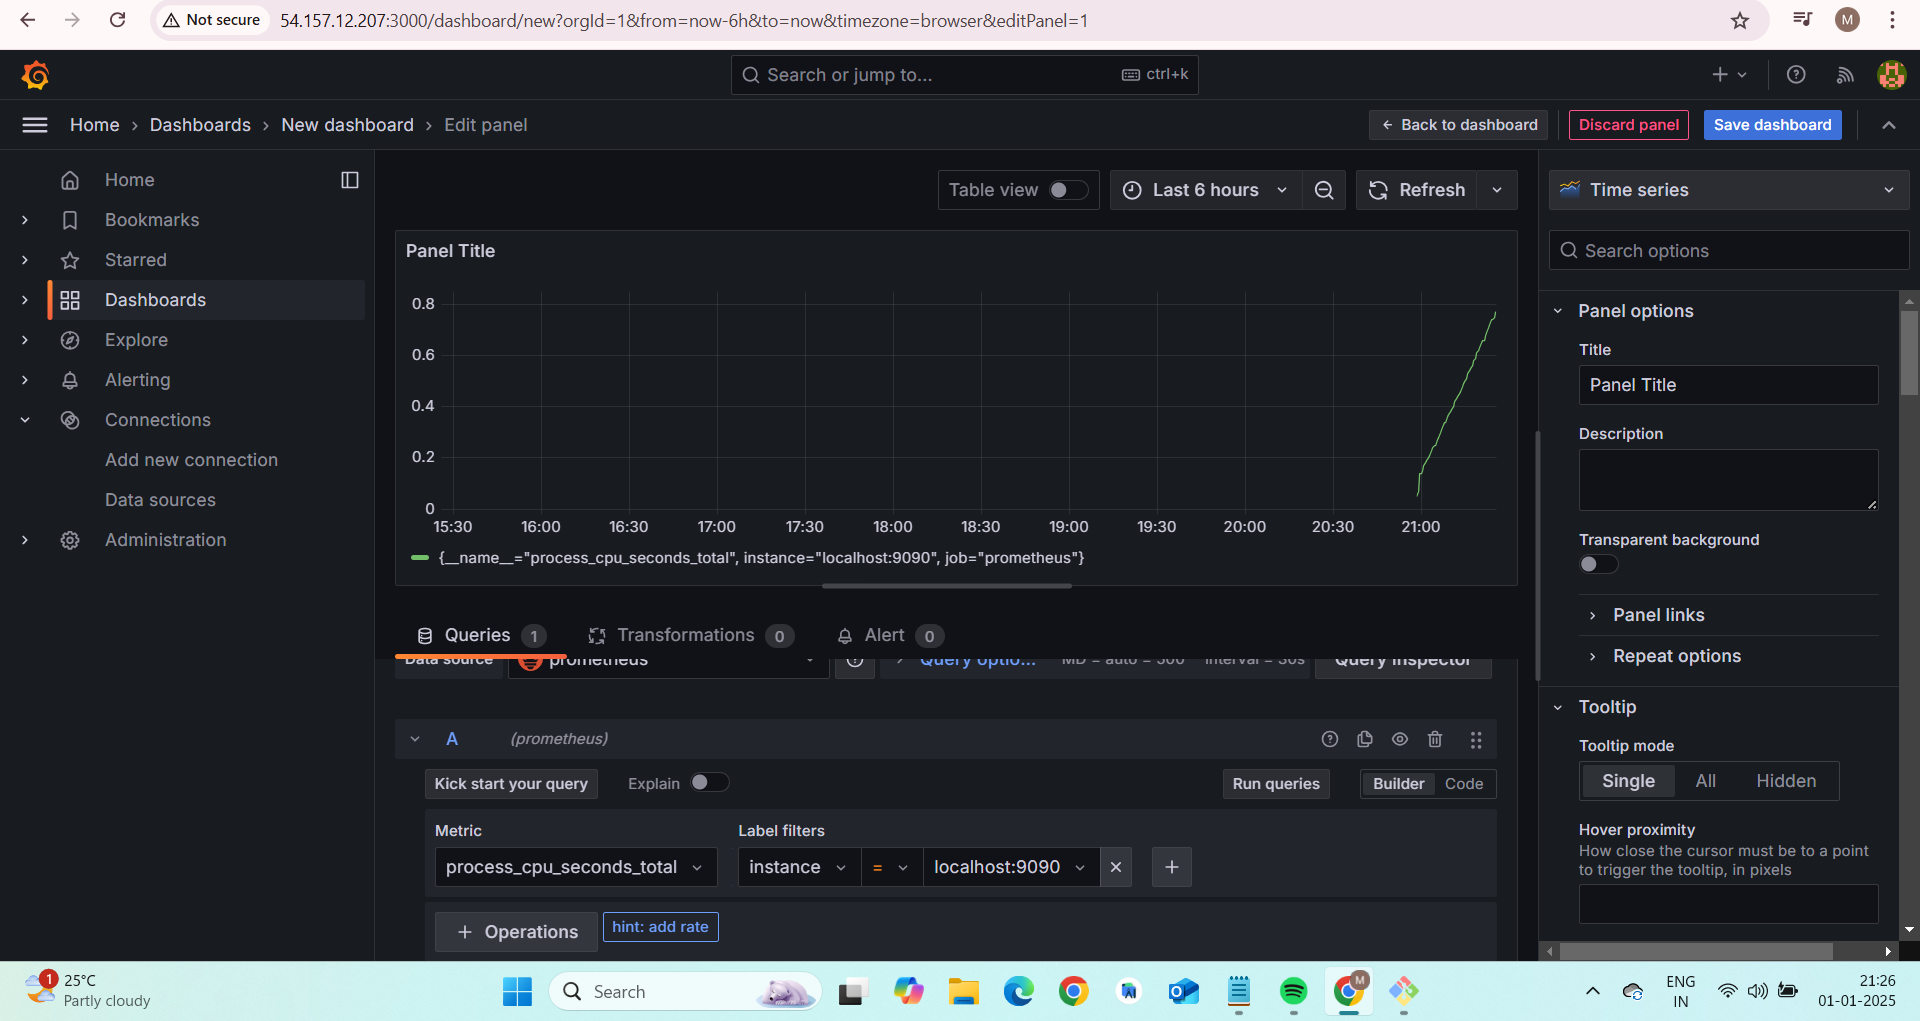 Not secure
54.157.12.207:3000/dashboard/new?orgId=1&from=now-6h&to=now&timezone=browser&editPanel=1
M
Search or jump to...
ctrl+k
Home › Dashboards › New dashboard › Edit panel
Back to dashboard
Discard panel
Save dashboard
Home
Bookmarks
Starred
Dashboards
Explore
Alerting
Connections
Add new connection
Data sources
Administration
Table view
Last 6 hours
Refresh
Panel Title
0.8
0.6
0.4
0.2
0
15:30 16:00 16:30 17:00 17:30 18:00 18:30 19:00 19:30 20:00 20:30 21:00
{__name__="process_cpu_seconds_total", instance="localhost:9090", job="prometheus"}
Queries 1
Transformations 0
Alert 0
Data source
prometheus
Query optio...
MD = auto = 500
Interval = 30s
Query inspector
A
(prometheus)
Kick start your query
Explain
Run queries
Builder
Code
Metric
Label filters
process_cpu_seconds_total
instance
=
localhost:9090
+ Operations
hint: add rate
Time series
Search options
Panel options
Title
Panel Title
Description
Transparent background
Panel links
Repeat options
Tooltip
Tooltip mode
Single
All
Hidden
Hover proximity
How close the cursor must be to a point
to trigger the tooltip, in pixels
1
25°C
Partly cloudy
Search
M
ENG
IN
21:26
01-01-2025